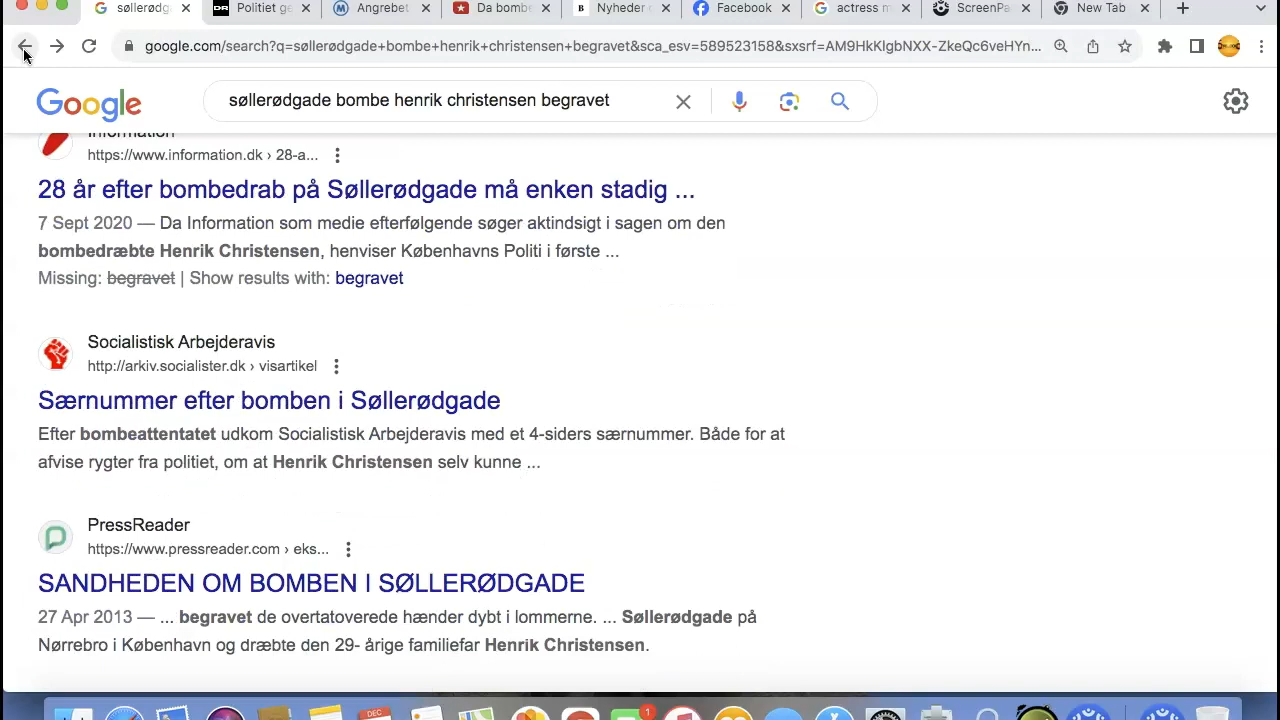 søllerødg
Politiet ge
Angrebet
Da bombe
Nyheder
Facebook
actress m
ScreenPa
New Tab
google.com/search?q=søllerødgade+bombe+henrik+christensen+begravet&sca_esv=589523158&sxsrf=AM9HkKlgbNXX-ZkeQc6veHYn...
Google
søllerødgade bombe henrik christensen begravet
Information
https://www.information.dk › 28-a...
28 år efter bombedrab på Søllerødgade må enken stadig ...
7 Sept 2020 — Da Information som medie efterfølgende søger aktindsigt i sagen om den
bombedræbte Henrik Christensen, henviser Københavns Politi i første ...
Missing: begravet | Show results with: begravet
Socialistisk Arbejderavis
http://arkiv.socialister.dk › visartikel
Særnummer efter bomben i Søllerødgade
Efter bombeattentatet udkom Socialistisk Arbejderavis med et 4-siders særnummer. Både for at
afvise rygter fra politiet, om at Henrik Christensen selv kunne ...
PressReader
https://www.pressreader.com › eks...
SANDHEDEN OM BOMBEN I SØLLERØDGADE
27 Apr 2013 — ... begravet de overtatoverede hænder dybt i lommerne. ... Søllerødgade på
Nørrebro i København og dræbte den 29- årige familiefar Henrik Christensen.
DEC
1